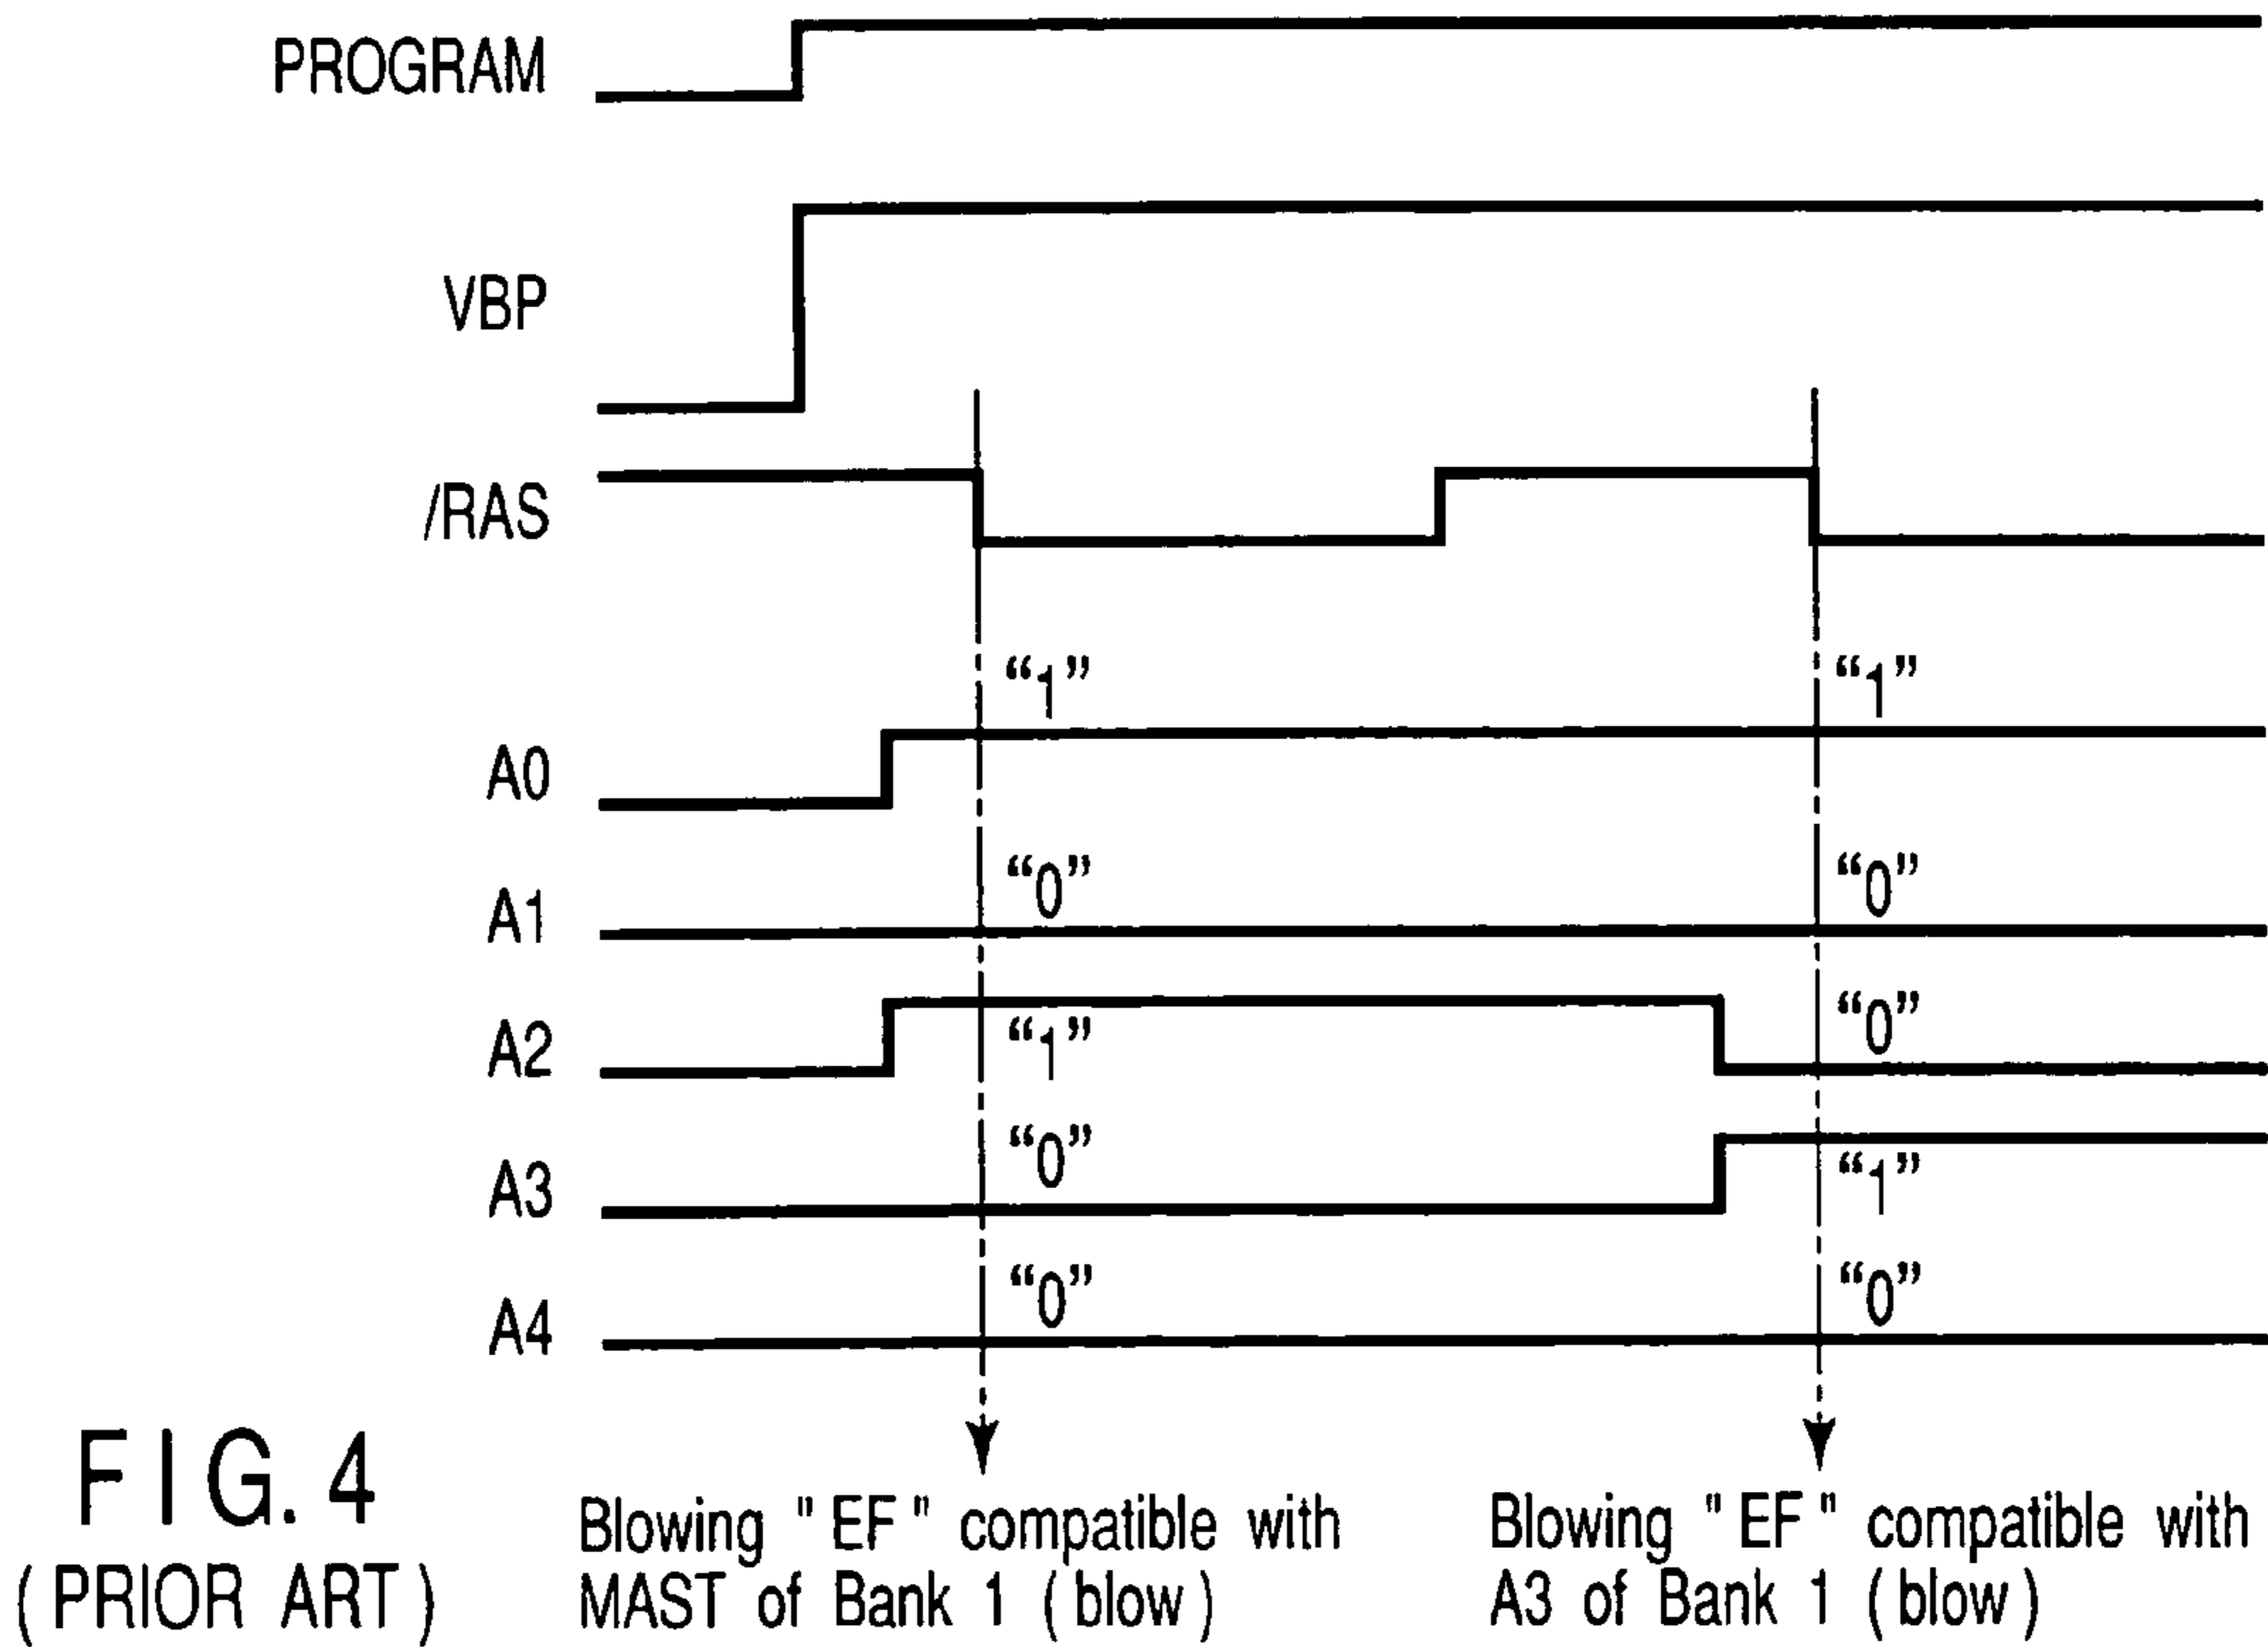 PROGRAM
VBP
/RAS
“1” “1”
A0
“0” “0”
A1
“0”
A2 “1”
“0”
A3 “1”
“0” “0”
A4
FIG. 4
(PRIOR ART)
Blowing "EF" compatible with
MAST of Bank 1 (blow)
Blowing "EF" compatible with
A3 of Bank 1 (blow)